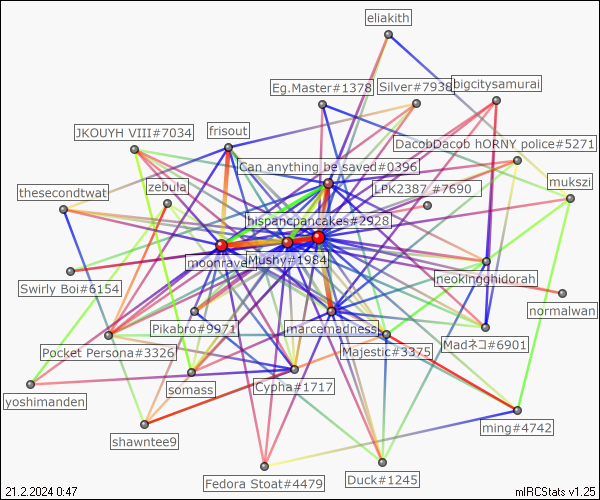 eliakith
Eg.Master#1378
Silver#7938
bigcitysamurai
JKOUYH VIII#7034
frisout
DacobDacob hORNY police#5271
Can anything be saved#0396
thesecondtwat
zebula
LPK2387 #7690
mukszi
hispancpancakes#2928
moonrave
Mushy#1984
neokingghidorah
Swirly Boi#6154
normalwan
Pikabro#9971
marcemadness
Pocket Persona#3326
Majestic#3375
Madネコ#6901
yoshimanden
somass
Cypha#1717
shawntee9
ming#4742
Fedora Stoat#4479
Duck#1245
21.2.2024 0:47
mIRCStats v1.25